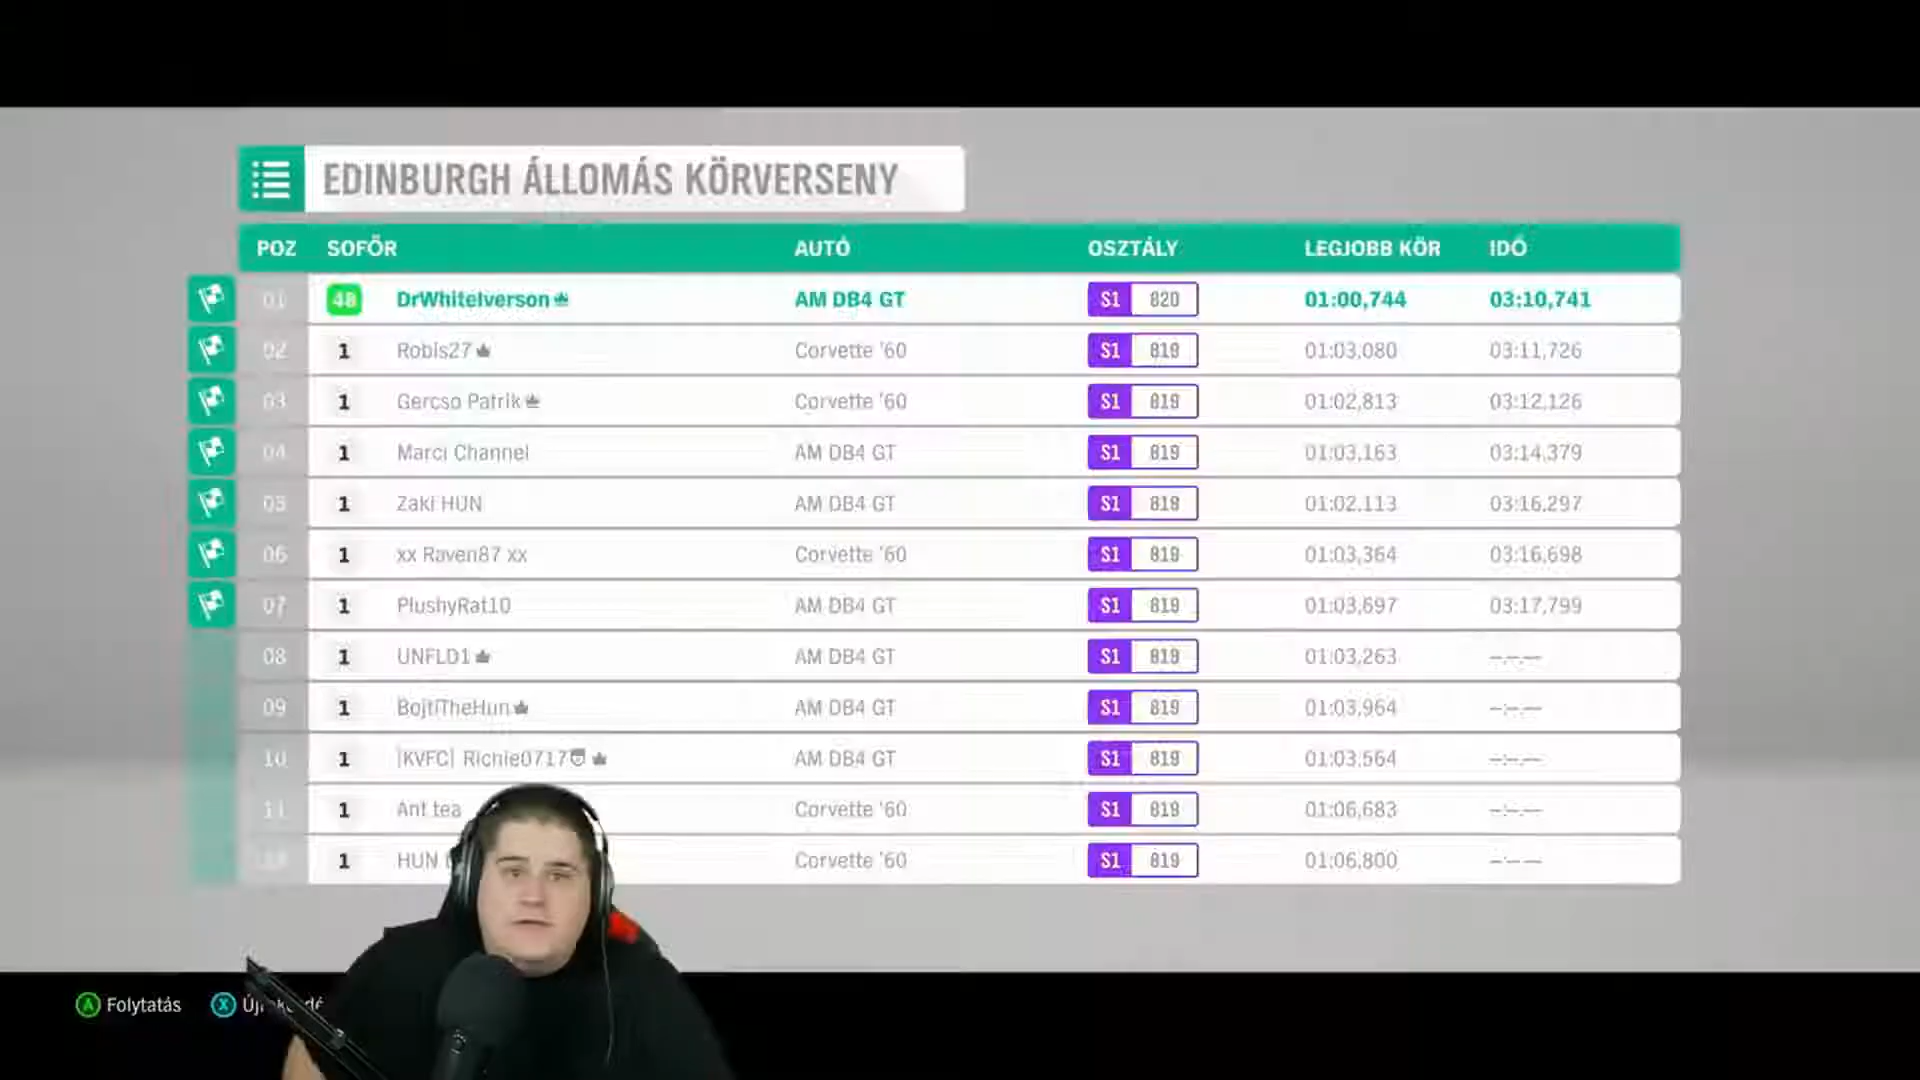 EDINBURGH ÁLLOMÁS KÖRVERSENY
POZ SOFŐR AUTÓ OSZTÁLY LEGJOBB KÖR IDŐ
01 48 DrWhiteIverson AM DB4 GT S1 820 01:00,744 03:10,741
02 1 Robis27 Corvette '60 S1 819 01:03,080 03:11,726
03 1 Gercso Patrik Corvette '60 S1 819 01:02,813 03:12,126
04 1 Marci Channel AM DB4 GT S1 819 01:03,163 03:14,379
05 1 Zaki HUN AM DB4 GT S1 818 01:02,113 03:16,297
06 1 xx Raven87 xx Corvette '60 S1 819 01:03,364 03:16,698
07 1 PlushyRat10 AM DB4 GT S1 819 01:03,697 03:17,799
08 1 UNFLD1 AM DB4 GT S1 819 01:03,263 --:--.---
09 1 BojtiTheHun AM DB4 GT S1 819 01:03,964 --:--.---
10 1 [KVFC] Richie0717 AM DB4 GT S1 819 01:03,564 --:--.---
11 1 Ant tea Corvette '60 S1 819 01:06,683 --:--.---
1 HUN Corvette '60 S1 819 01:06,800 --:--.---
A Folytatás X